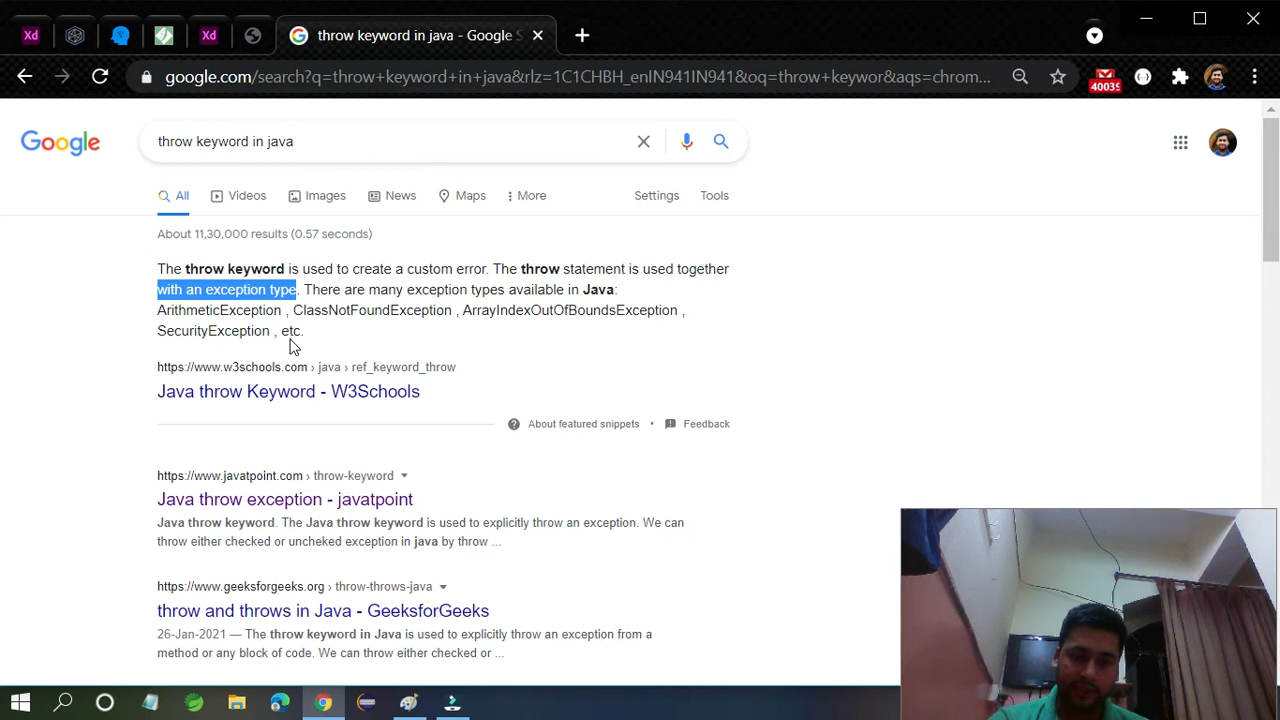 Xd
Xd
throw keyword in java - Google S
google.com/search?q=throw+keyword+in+java&rlz=1C1CHBH_enIN941IN941&oq=throw+keywor&aqs=chrom...
40039
Google
throw keyword in java
All
Videos
Images
News
Maps
More
Settings
Tools
About 11,30,000 results (0.57 seconds)
The throw keyword is used to create a custom error. The throw statement is used together
with an exception type. There are many exception types available in Java:
ArithmeticException , ClassNotFoundException , ArrayIndexOutOfBoundsException ,
SecurityException , etc.
https://www.w3schools.com › java › ref_keyword_throw
Java throw Keyword - W3Schools
About featured snippets • Feedback
https://www.javatpoint.com › throw-keyword
Java throw exception - javatpoint
Java throw keyword. The Java throw keyword is used to explicitly throw an exception. We can
throw either checked or uncheked exception in java by throw ...
https://www.geeksforgeeks.org › throw-throws-java
throw and throws in Java - GeeksforGeeks
26-Jan-2021 — The throw keyword in Java is used to explicitly throw an exception from a
method or any block of code. We can throw either checked or ...